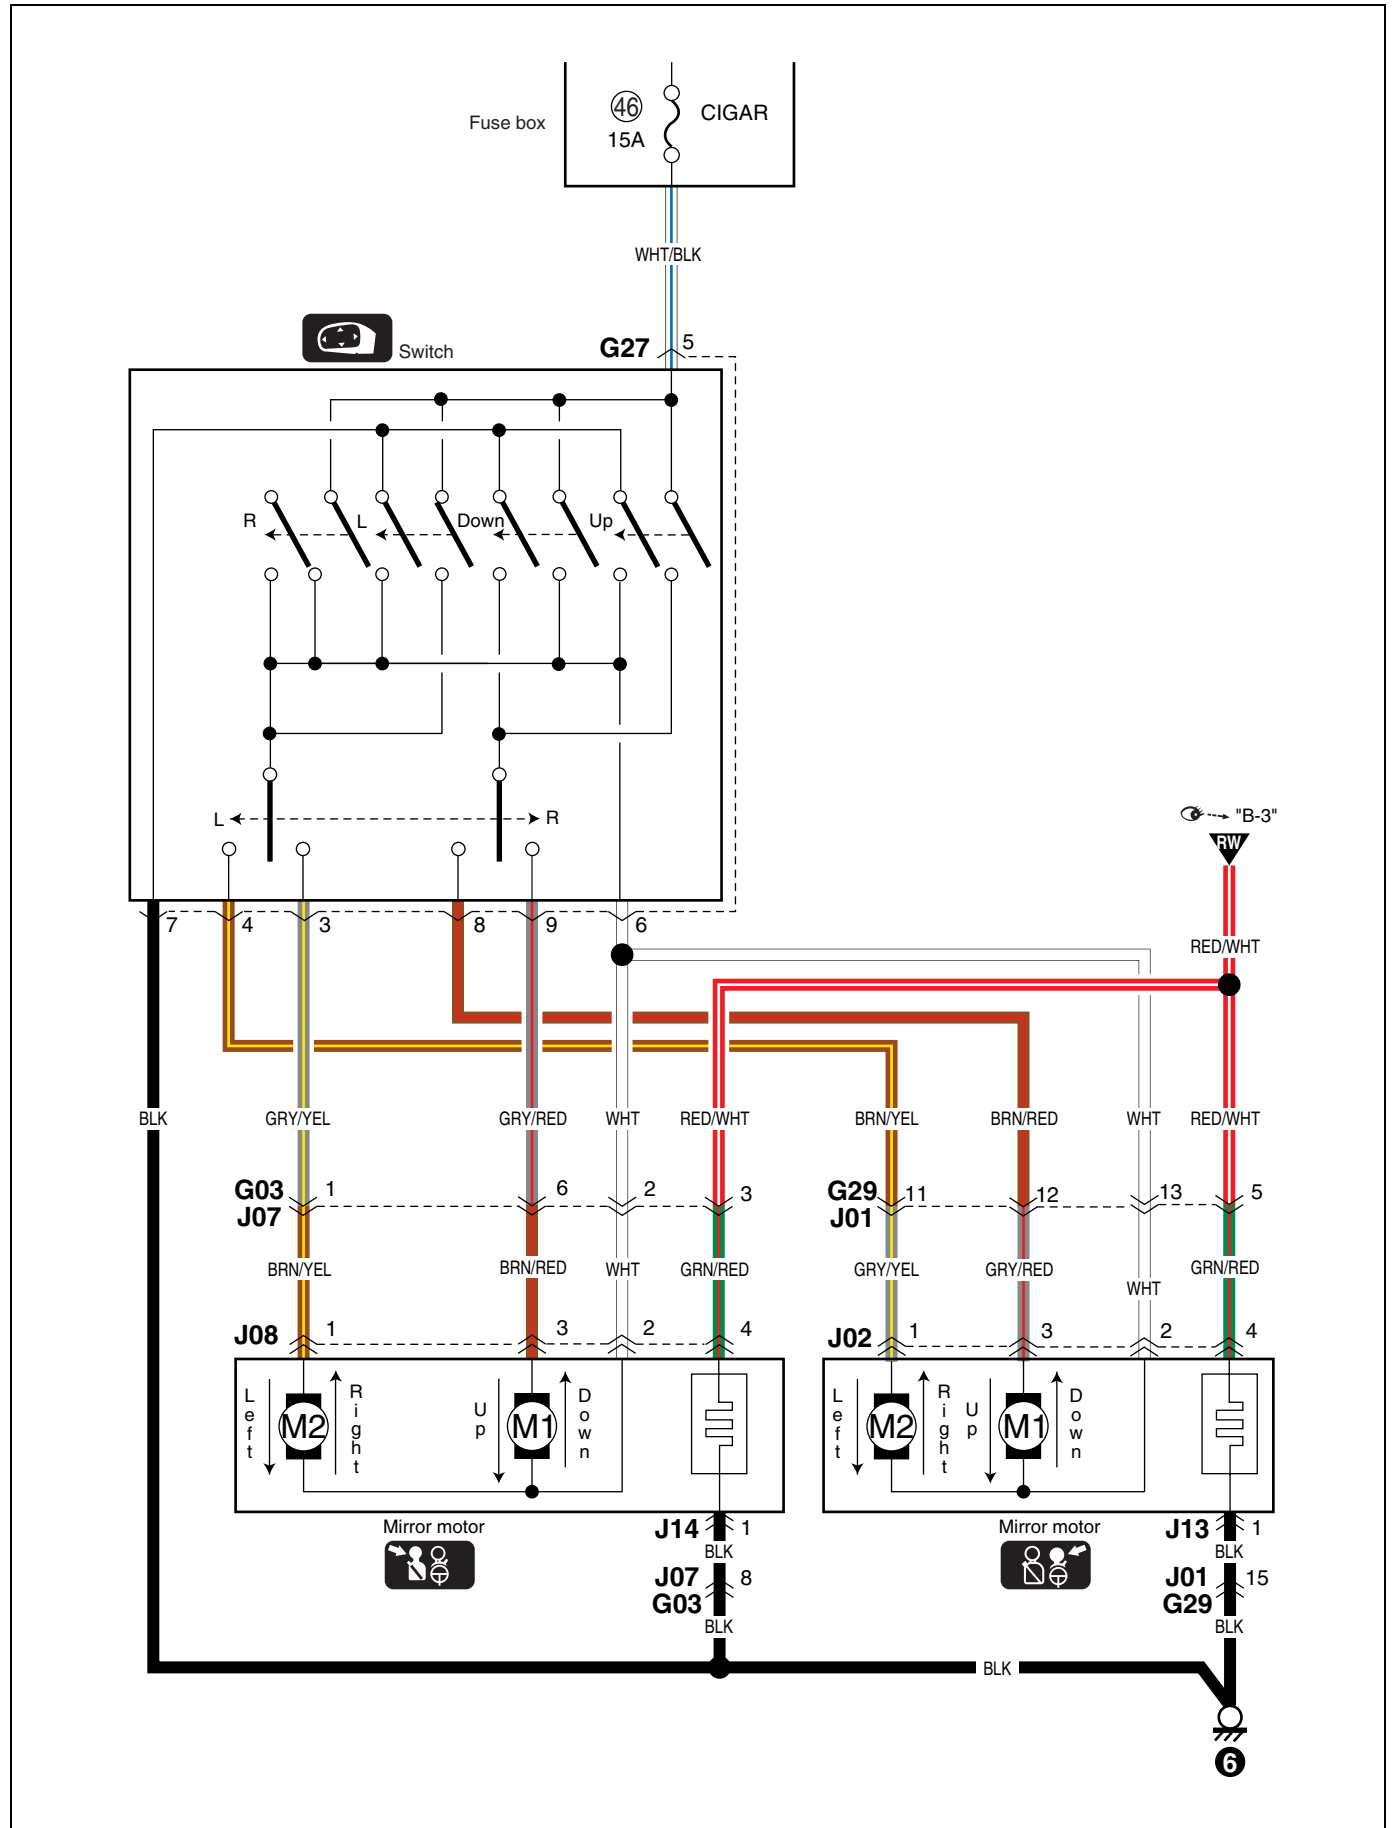 46
CIGAR
Fuse box
15A
WHT/BLK
Switch
G27
5
R
L
Down
Up
L
R
"B-3"
RW
7
4
3
8
9
6
RED/WHT
BLK
GRY/YEL
GRY/RED
WHT
RED/WHT
BRN/YEL
BRN/RED
WHT
RED/WHT
G03
1
6
2
3
G29
11
12
13
5
J07
J01
BRN/YEL
BRN/RED
WHT
GRN/RED
GRY/YEL
GRY/RED
WHT
GRN/RED
J08
1
3
2
4
J02
1
3
2
4
Left
M2
Right
Up
M1
Down
Left
M2
Right
Up
M1
Down
Mirror motor
J14
1
Mirror motor
J13
1
BLK
BLK
J07
8
J01
15
G03
G29
BLK
BLK
BLK
6